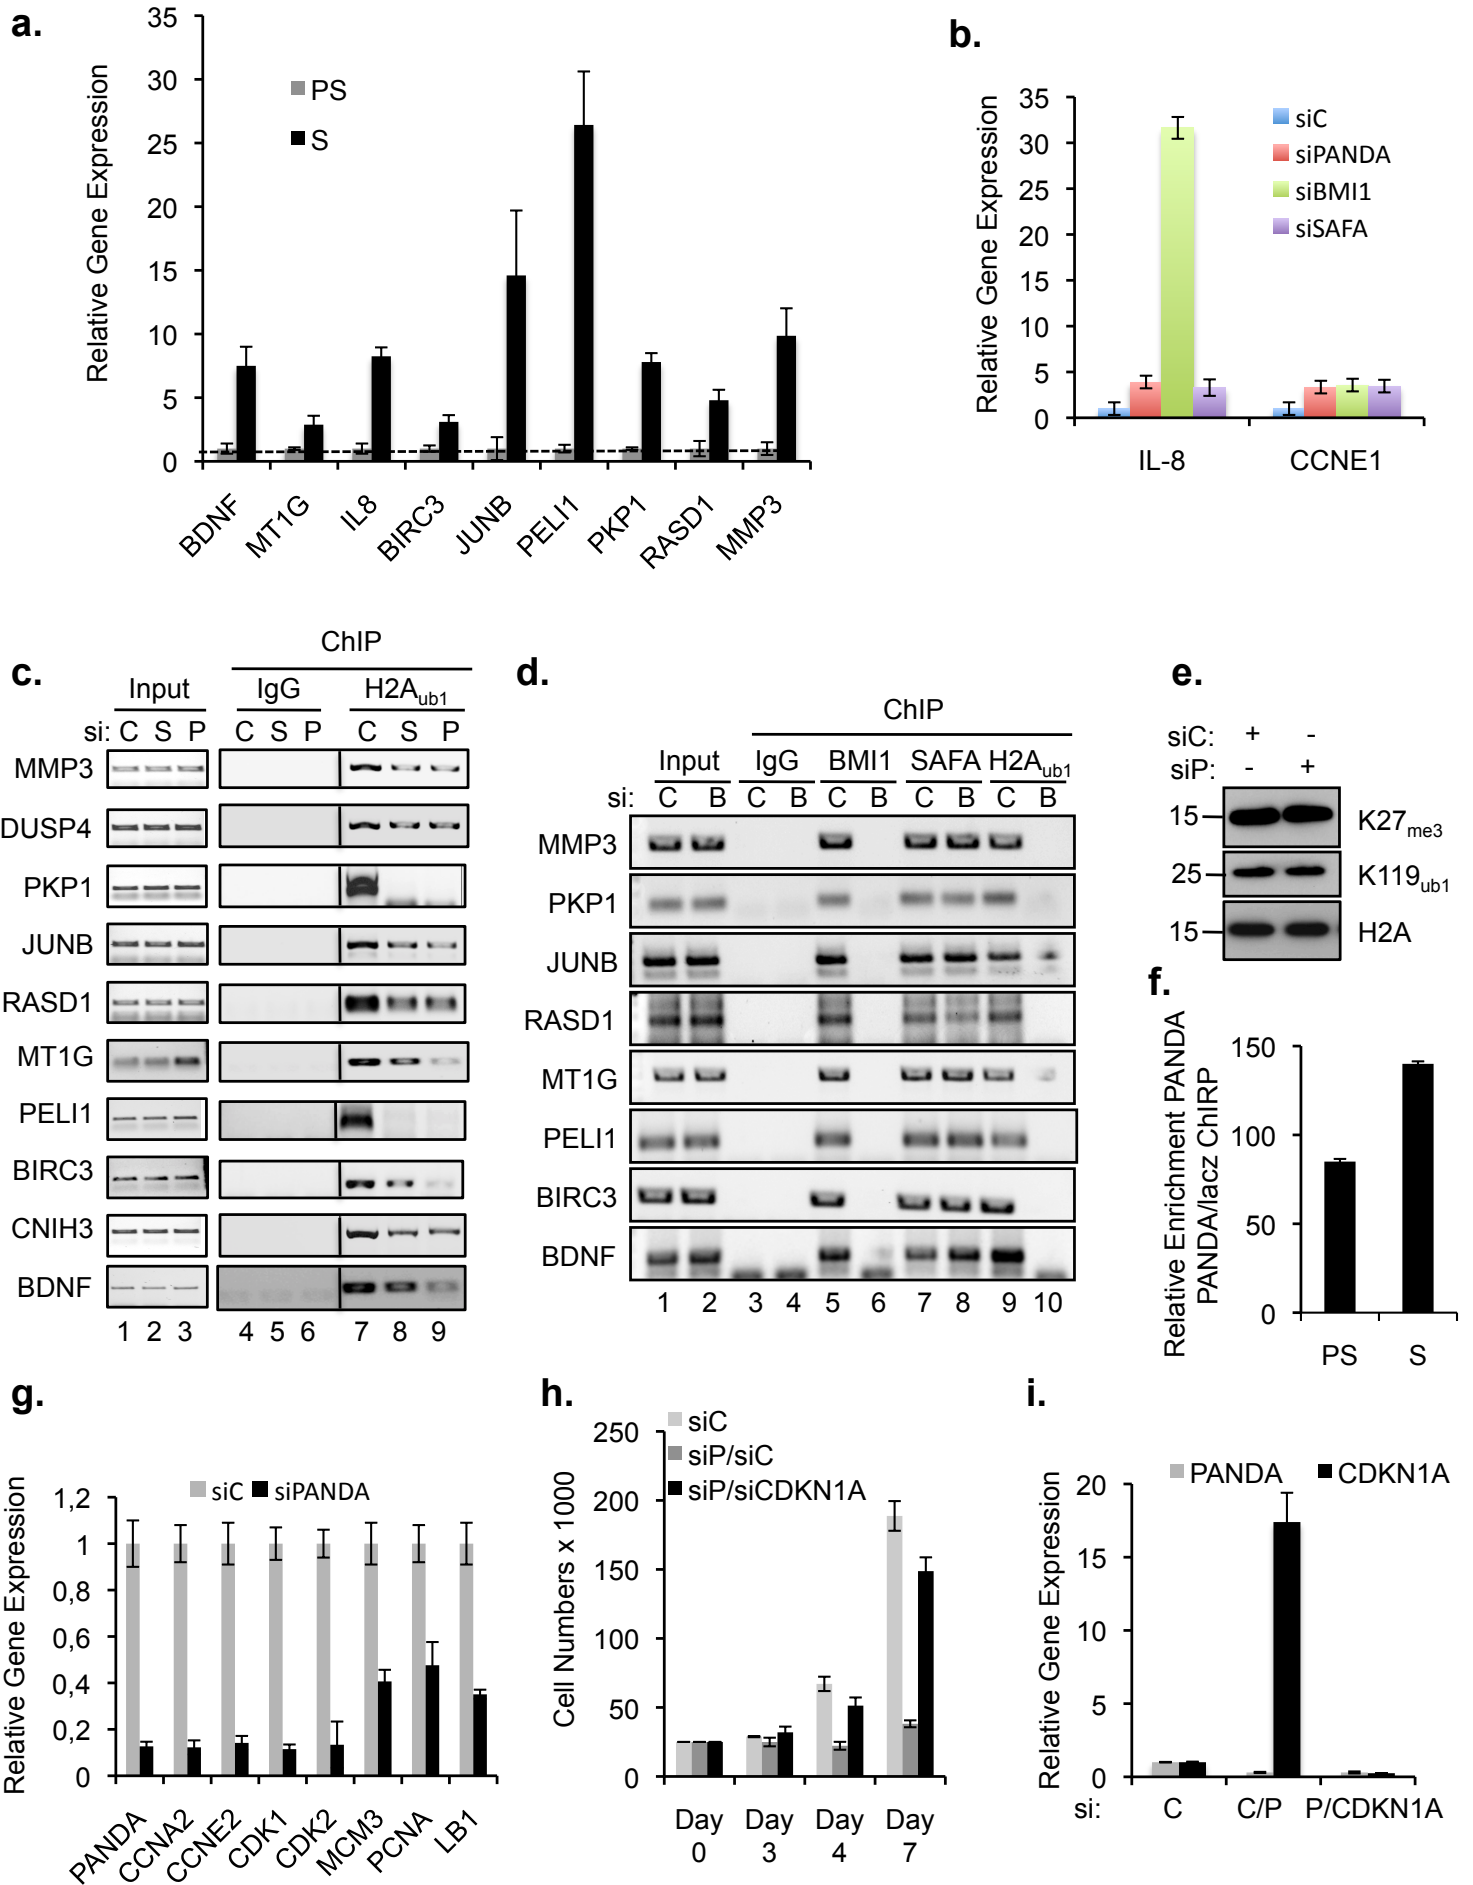 a.
35
30
25
20
15
10
5
0
Relative Gene Expression
PS
S
BDNF MT1G IL8 BIRC3 JUNB PELI1 PKP1 RASD1 MMP3
b.
35
30
25
20
15
10
5
0
Relative Gene Expression
siC
siPANDA
siBMI1
siSAFA
IL-8 CCNE1
c.
ChIP
Input IgG H2Aub1
si: C S P C S P C S P
MMP3
DUSP4
PKP1
JUNB
RASD1
MT1G
PELI1
BIRC3
CNIH3
BDNF
1 2 3 4 5 6 7 8 9
d.
ChIP
Input IgG BMI1 SAFA H2Aub1
si: C B C B C B C B C B
MMP3
PKP1
JUNB
RASD1
MT1G
PELI1
BIRC3
BDNF
1 2 3 4 5 6 7 8 9 10
e.
siC: + -
siP: - +
15 K27me3
25 K119ub1
15 H2A
f.
Relative Enrichment PANDA
PANDA/lacz ChIRP
150
100
50
0
PS S
g.
siC siPANDA
1,2
1
0,8
0,6
0,4
0,2
0
Relative Gene Expression
PANDA CCNA2 CCNE2 CDK1 CDK2 MCM3 PCNA LB1
h.
siC
siP/siC
siP/siCDKN1A
250
200
150
100
50
0
Cell Numbers x 1000
Day Day Day Day
0 3 4 7
i.
PANDA CDKN1A
20
15
10
5
0
Relative Gene Expression
si: C C/P P/CDKN1A